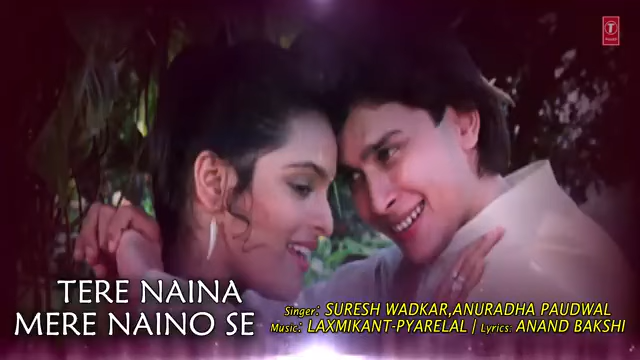 T
TERE NAINA
MERE NAINO SE
Singer: SURESH WADKAR,ANURADHA PAUDWAL
Music: LAXMIKANT-PYARELAL | Lyrics: ANAND BAKSHI